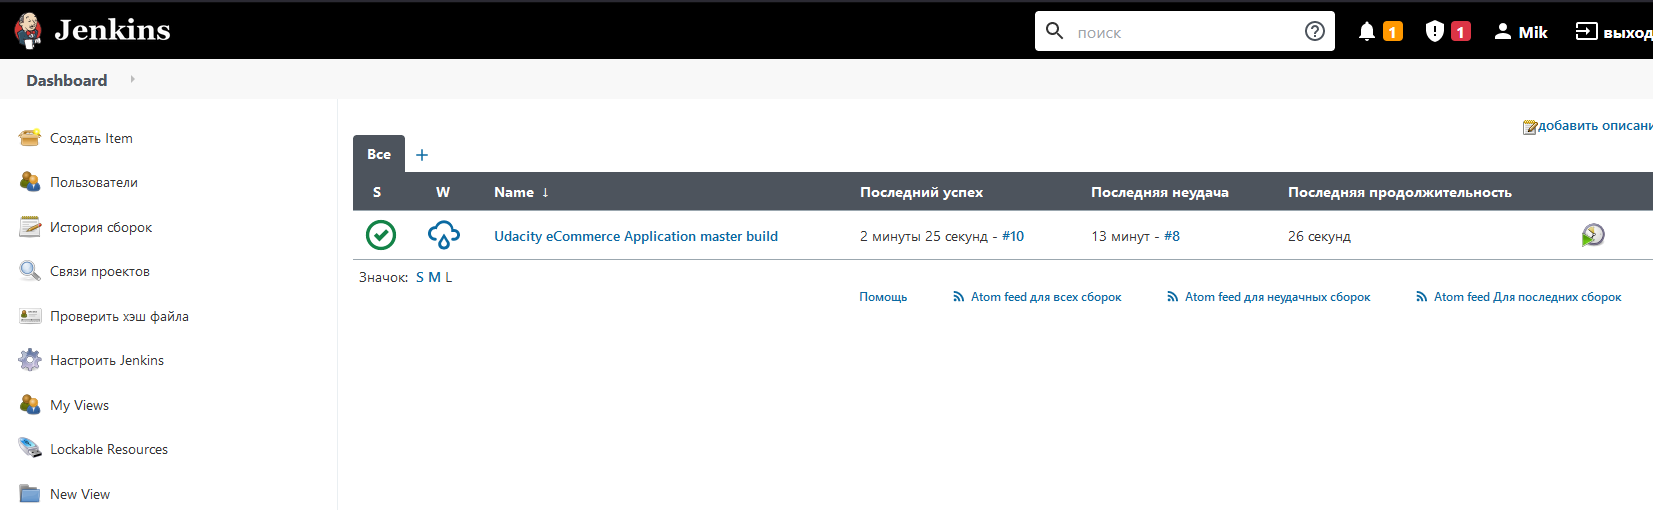 Jenkins
поиск
1
1
Mik
выход
Dashboard
Создать Item
Пользователи
История сборок
Связи проектов
Проверить хэш файла
Настроить Jenkins
My Views
Lockable Resources
New View
добавить описани
Все +
S W Name ↓ Последний успех Последняя неудача Последняя продолжительность
Udacity eCommerce Application master build 2 минуты 25 секунд - #10 13 минут - #8 26 секунд
Значок: S M L
Помощь Atom feed для всех сборок Atom feed для неудачных сборок Atom feed Для последних сборок